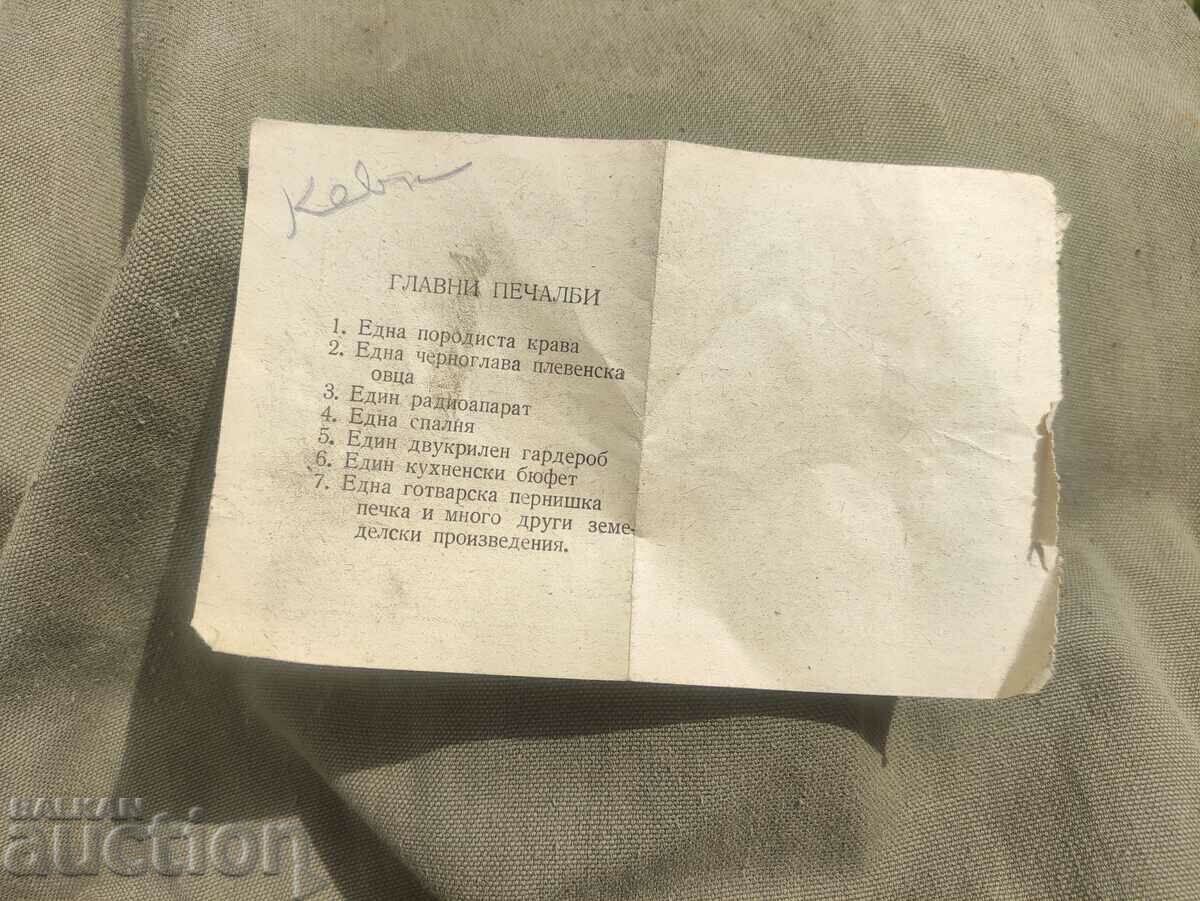 ГЛАВНИ ПЕЧАЛБИ
1. Една породиста крава
2. Една черноглава плевенска
овца
3. Един радиоапарат
4. Една спалня
5. Един двукрилен гардероб
6. Един кухненски бюфет
7. Една готварска пернишка
печка и много други земе-
делски произведения.
BALKAN
auction